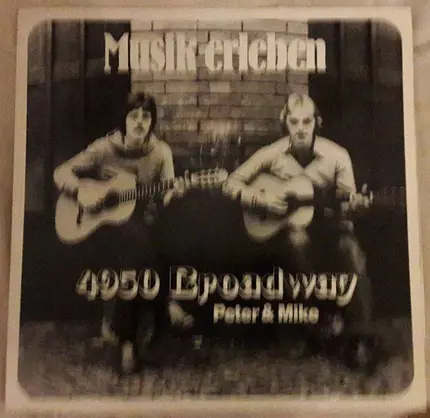 Musik erleben
4950 Broadway
Peter & Mike